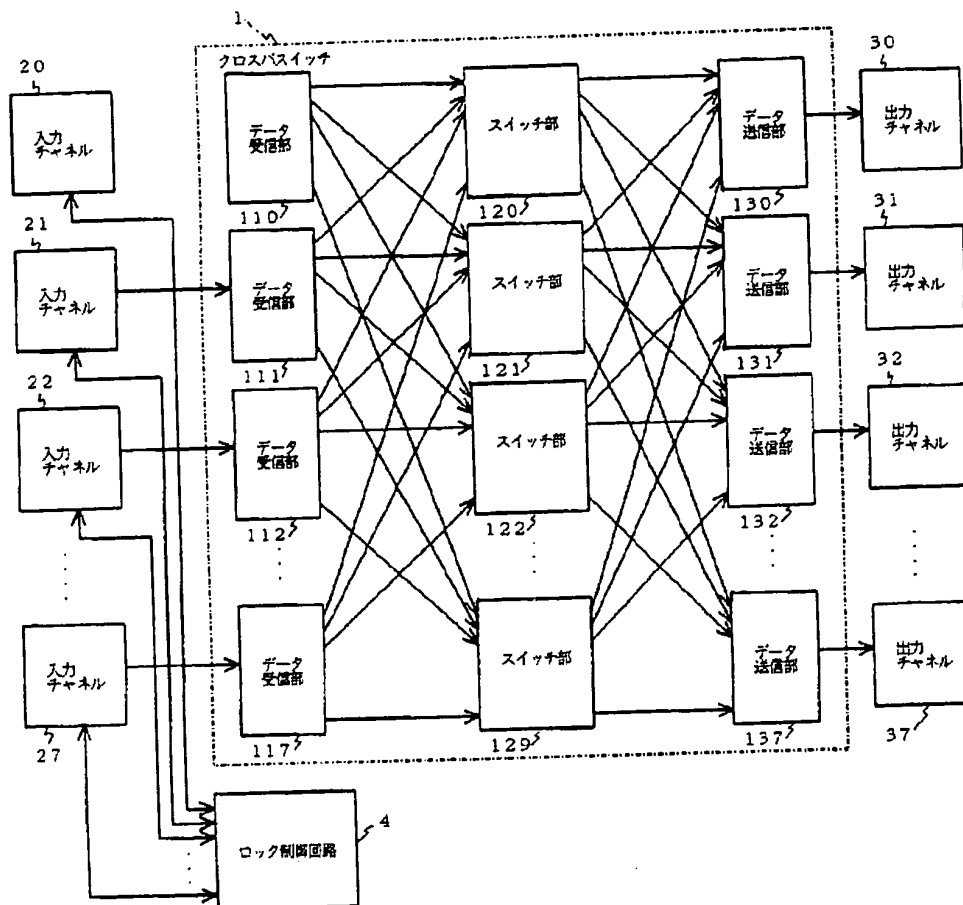 1
クロスバスイッチ
20
入力
チャネル
データ
受信部
110
スイッチ部
120
データ
送信部
130
30
出力
チャネル
21
入力
チャネル
データ
受信部
111
スイッチ部
121
データ
送信部
131
31
出力
チャネル
22
入力
チャネル
データ
受信部
112
スイッチ部
122
データ
送信部
132
32
出力
チャネル
入力
チャネル
27
データ
受信部
117
スイッチ部
129
データ
送信部
137
出力
チャネル
37
ロック制御回路
4